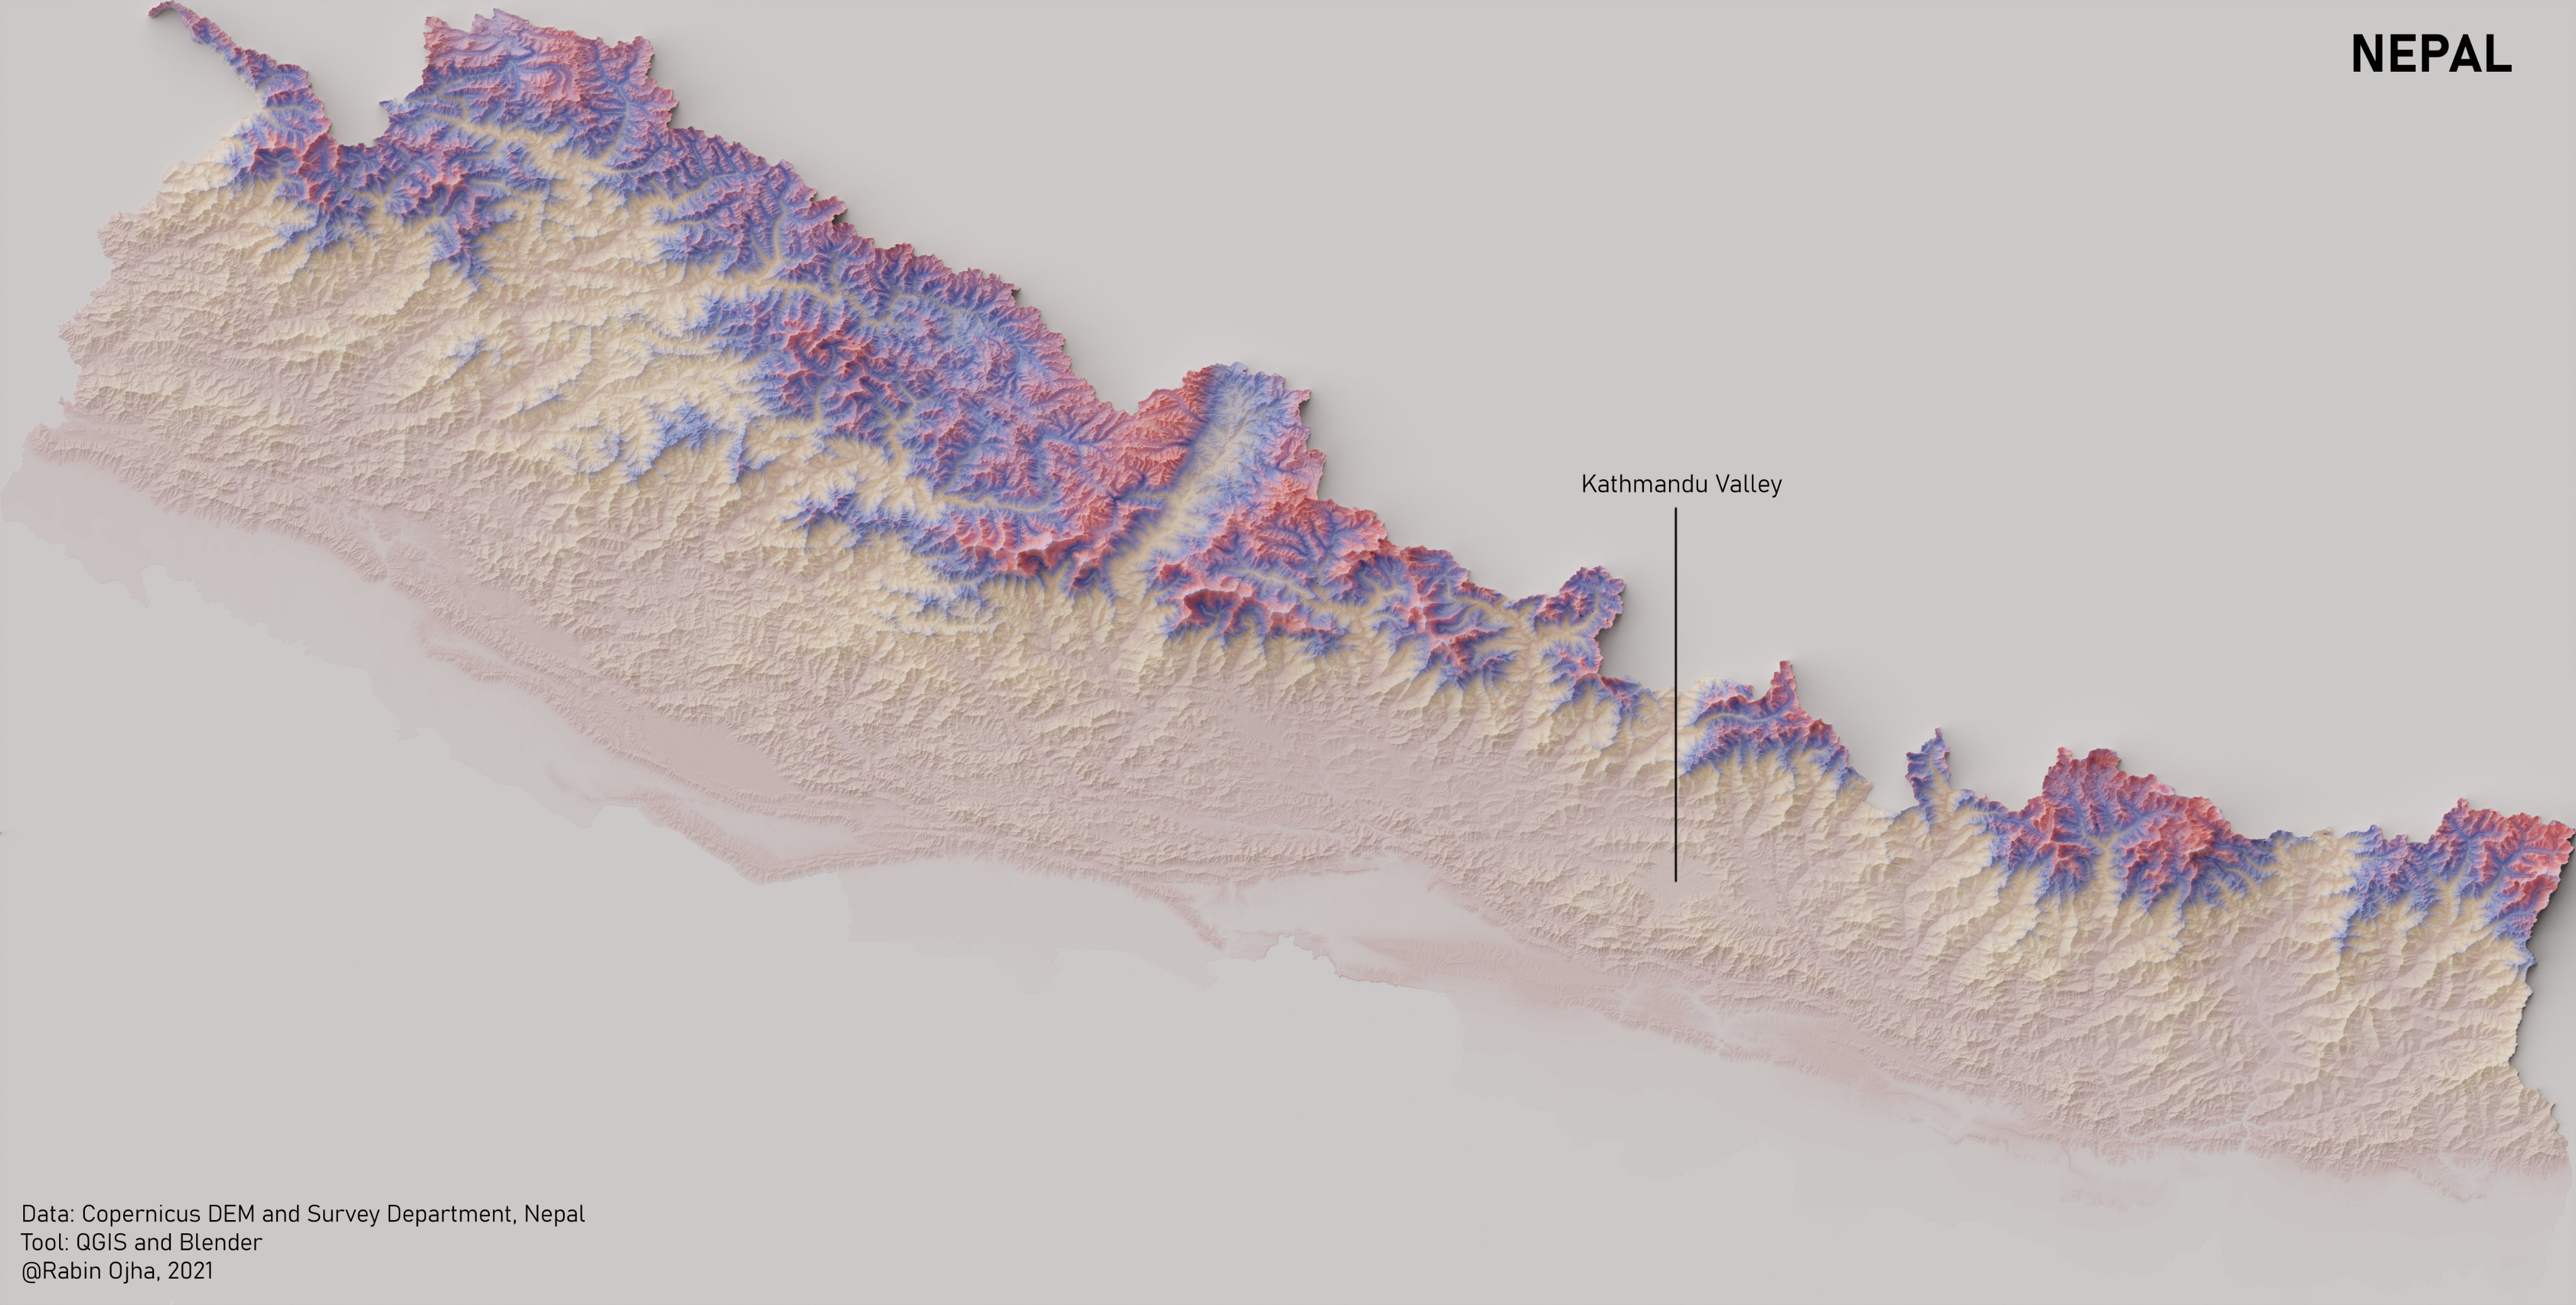 NEPAL
Kathmandu Valley
Data: Copernicus DEM and Survey Department, Nepal
Tool: QGIS and Blender
@Rabin Ojha, 2021